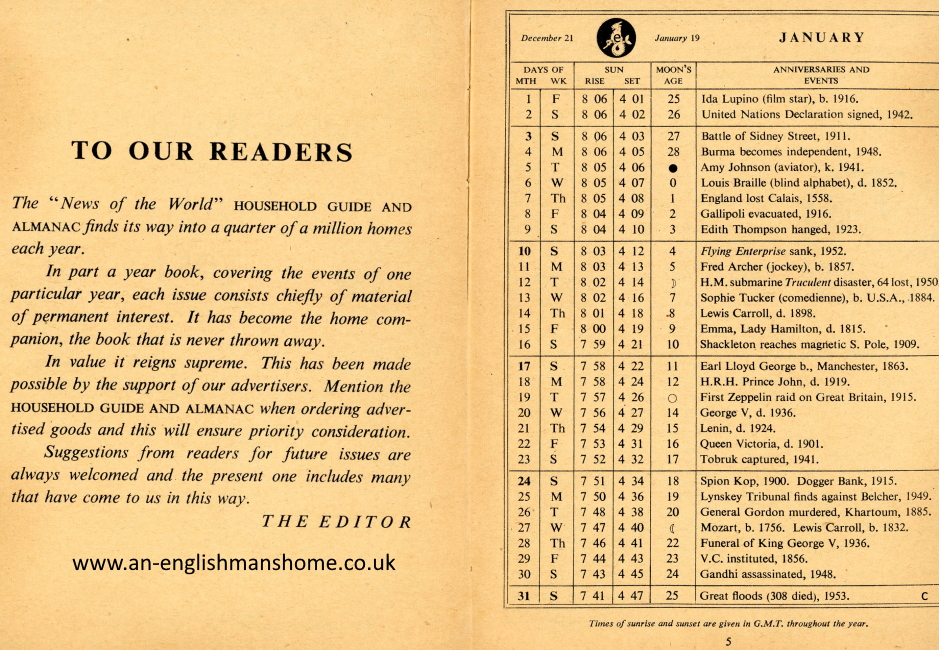 TO OUR READERS
The "News of the World" HOUSEHOLD GUIDE AND
ALMANAC finds its way into a quarter of a million homes
each year.
In part a year book, covering the events of one
particular year, each issue consists chiefly of material
of permanent interest. It has become the home com-
panion, the book that is never thrown away.
In value it reigns supreme. This has been made
possible by the support of our advertisers. Mention the
HOUSEHOLD GUIDE AND ALMANAC when ordering adver-
tised goods and this will ensure priority consideration.
Suggestions from readers for future issues are
always welcomed and the present one includes many
that have come to us in this way.
THE EDITOR
www.an-englishmanshome.co.uk
December 21 e January 19 JANUARY
DAYS OF SUN MOON'S ANNIVERSARIES AND
MTH WK RISE SET AGE EVENTS
1 F 8 06 4 01 25 Ida Lupino (film star), b. 1916.
2 S 8 06 4 02 26 United Nations Declaration signed, 1942.
3 S 8 06 4 03 27 Battle of Sidney Street, 1911.
4 M 8 06 4 05 28 Burma becomes independent, 1948.
5 T 8 05 4 06 ● Amy Johnson (aviator), k. 1941.
6 W 8 05 4 07 0 Louis Braille (blind alphabet), d. 1852.
7 Th 8 05 4 08 1 England lost Calais, 1558.
8 F 8 04 4 09 2 Gallipoli evacuated, 1916.
9 S 8 04 4 10 3 Edith Thompson hanged, 1923.
10 S 8 03 4 12 4 Flying Enterprise sank, 1952.
11 M 8 03 4 13 5 Fred Archer (jockey), b. 1857.
12 T 8 02 4 14 ☽ H.M. submarine Truculent disaster, 64 lost, 1950
13 W 8 02 4 16 7 Sophie Tucker (comedienne), b. U.S.A., 1884.
14 Th 8 01 4 18 8 Lewis Carroll, d. 1898.
15 F 8 00 4 19 9 Emma, Lady Hamilton, d. 1815.
16 S 7 59 4 21 10 Shackleton reaches magnetic S. Pole, 1909.
17 S 7 58 4 22 11 Earl Lloyd George b., Manchester, 1863.
18 M 7 58 4 24 12 H.R.H. Prince John, d. 1919.
19 T 7 57 4 26 ○ First Zeppelin raid on Great Britain, 1915.
20 W 7 56 4 27 14 George V, d. 1936.
21 Th 7 54 4 29 15 Lenin, d. 1924.
22 F 7 53 4 31 16 Queen Victoria, d. 1901.
23 S 7 52 4 32 17 Tobruk captured, 1941.
24 S 7 51 4 34 18 Spion Kop, 1900. Dogger Bank, 1915.
25 M 7 50 4 36 19 Lynskey Tribunal finds against Belcher, 1949.
26 T 7 48 4 38 20 General Gordon murdered, Khartoum, 1885.
27 W 7 47 4 40 ☾ Mozart, b. 1756. Lewis Carroll, b. 1832.
28 Th 7 46 4 41 22 Funeral of King George V, 1936.
29 F 7 44 4 43 23 V.C. instituted, 1856.
30 S 7 43 4 45 24 Gandhi assassinated, 1948.
31 S 7 41 4 47 25 Great floods (308 died), 1953. C
Times of sunrise and sunset are given in G.M.T. throughout the year.
5